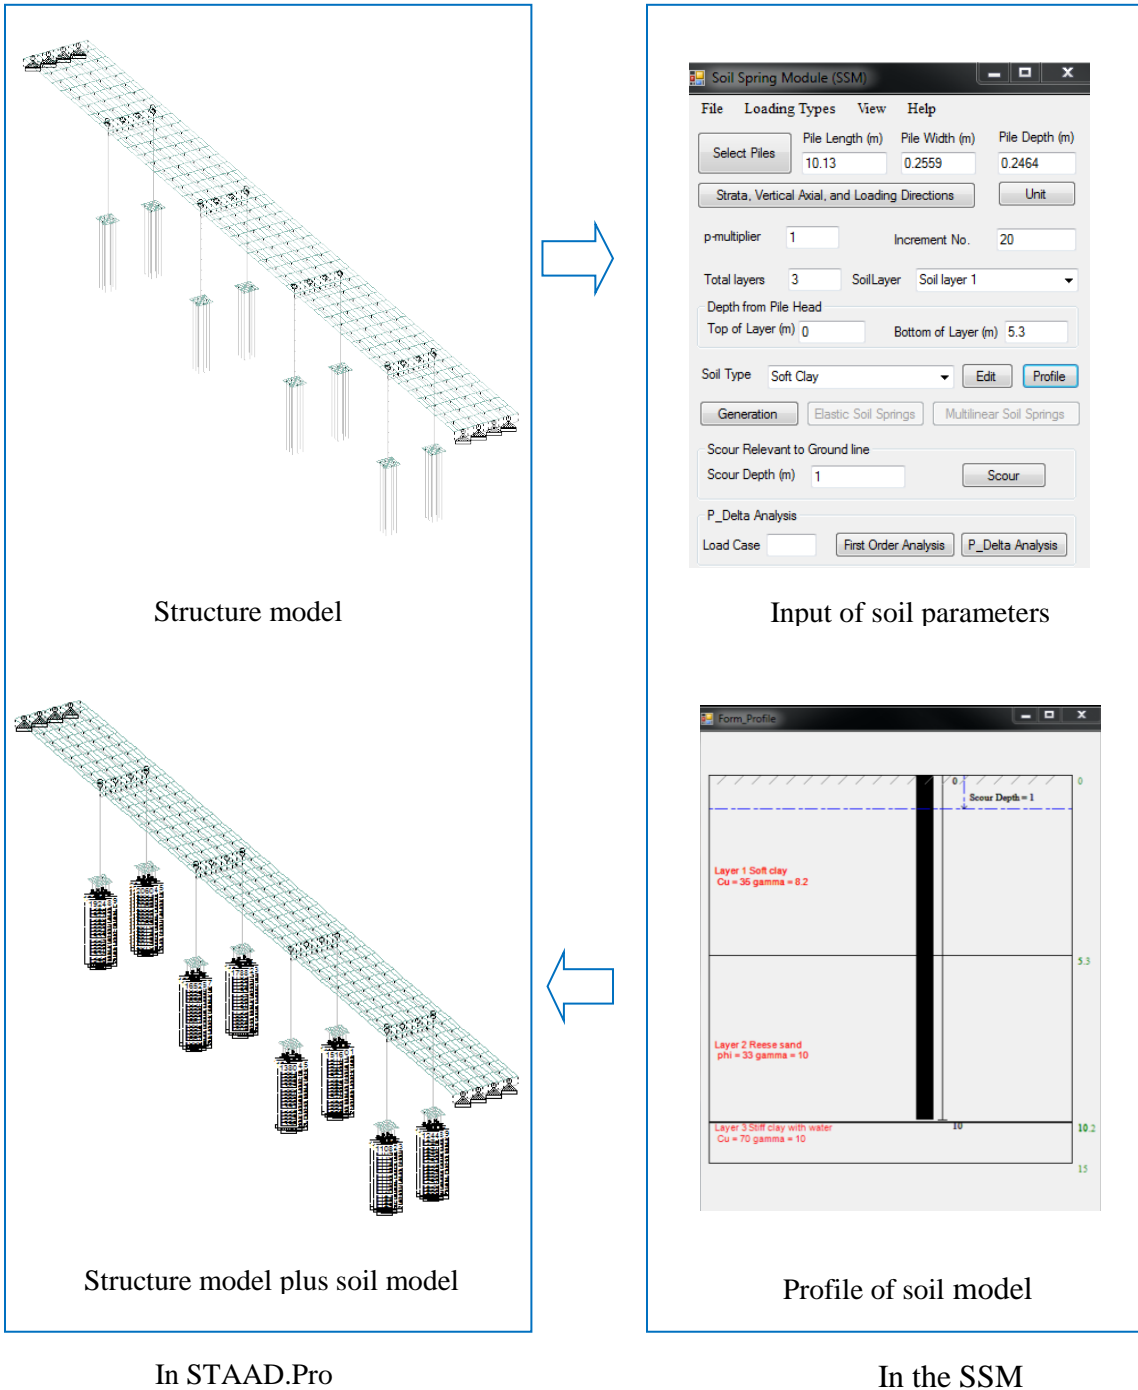 Structure model
Soil Spring Module (SSM)
File Loading Types View Help
Select Piles
Pile Length (m) Pile Width (m) Pile Depth (m)
10.13 0.2559 0.2464
Strata, Vertical Axial, and Loading Directions Unit
p-multiplier 1 Increment No. 20
Total layers 3 SoilLayer Soil layer 1
Depth from Pile Head
Top of Layer (m) 0 Bottom of Layer (m) 5.3
Soil Type Soft Clay Edit Profile
Generation Elastic Soil Springs Multilinear Soil Springs
Scour Relevant to Ground line
Scour Depth (m) 1 Scour
P_Delta Analysis
Load Case First Order Analysis P_Delta Analysis
Input of soil parameters
Structure model plus soil model
Form_Profile
0 0
Scour Depth = 1
Layer 1 Soft clay
Cu = 35 gamma = 8.2
5.3
Layer 2 Reese sand
phi = 33 gamma = 10
10 10.2
Layer 3 Stiff clay with water
Cu = 70 gamma = 10
15
Profile of soil model
In STAAD.Pro
In the SSM